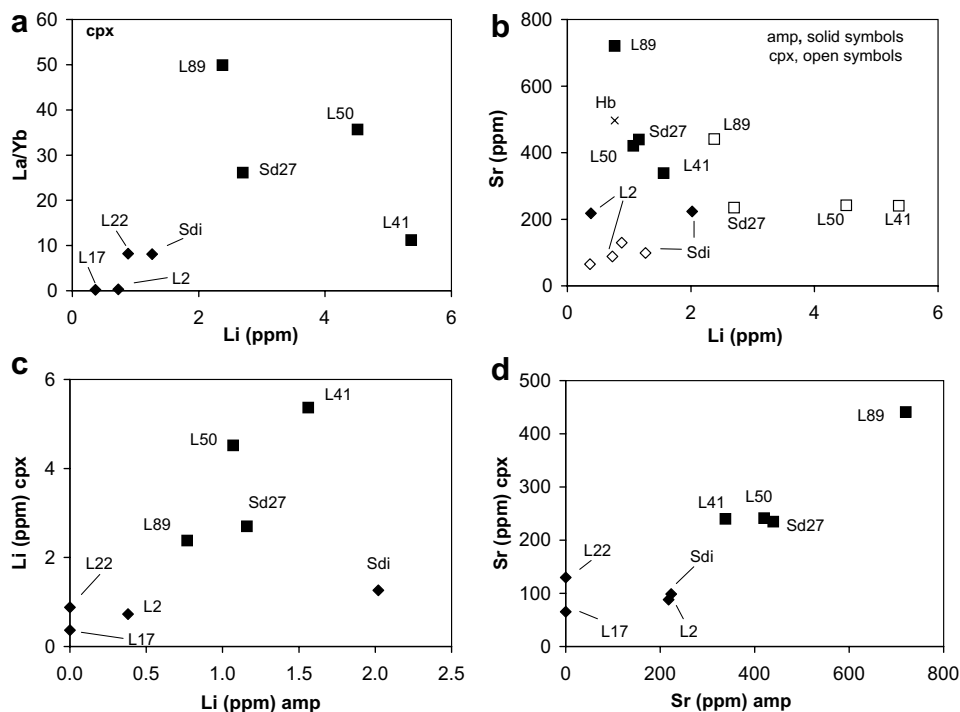 a
cpx
60
50
40
30
20
10
0
La/Yb
L89
L50
Sd27
L41
L22
Sdi
L17
L2
0 2 4 6
Li (ppm)
b
amp, solid symbols
cpx, open symbols
800
600
400
200
0
Sr (ppm)
L89
Hb
Sd27
L89
L50
L41
L2
Sd27
L50
L41
Sdi
0 2 4 6
Li (ppm)
c
6
4
2
0
Li (ppm) cpx
L41
L50
Sd27
L89
Sdi
L22
L2
L17
0.0 0.5 1.0 1.5 2.0 2.5
Li (ppm) amp
d
500
400
300
200
100
0
Sr (ppm) cpx
L89
L41
L50
Sd27
L22
Sdi
L17
L2
0 200 400 600 800
Sr (ppm) amp